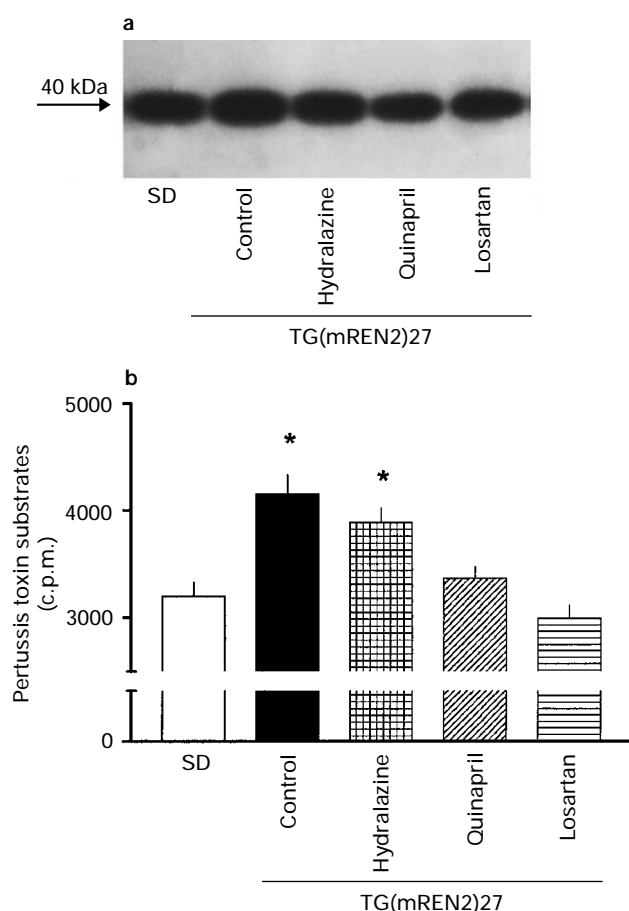 a
40 kDa
SD
Control
Hydralazine
Quinapril
Losartan
TG(mREN2)27
b
Pertussis toxin substrates
(c.p.m.)
5000
4000
3000
0
*
*
SD
Control
Hydralazine
Quinapril
Losartan
TG(mREN2)27